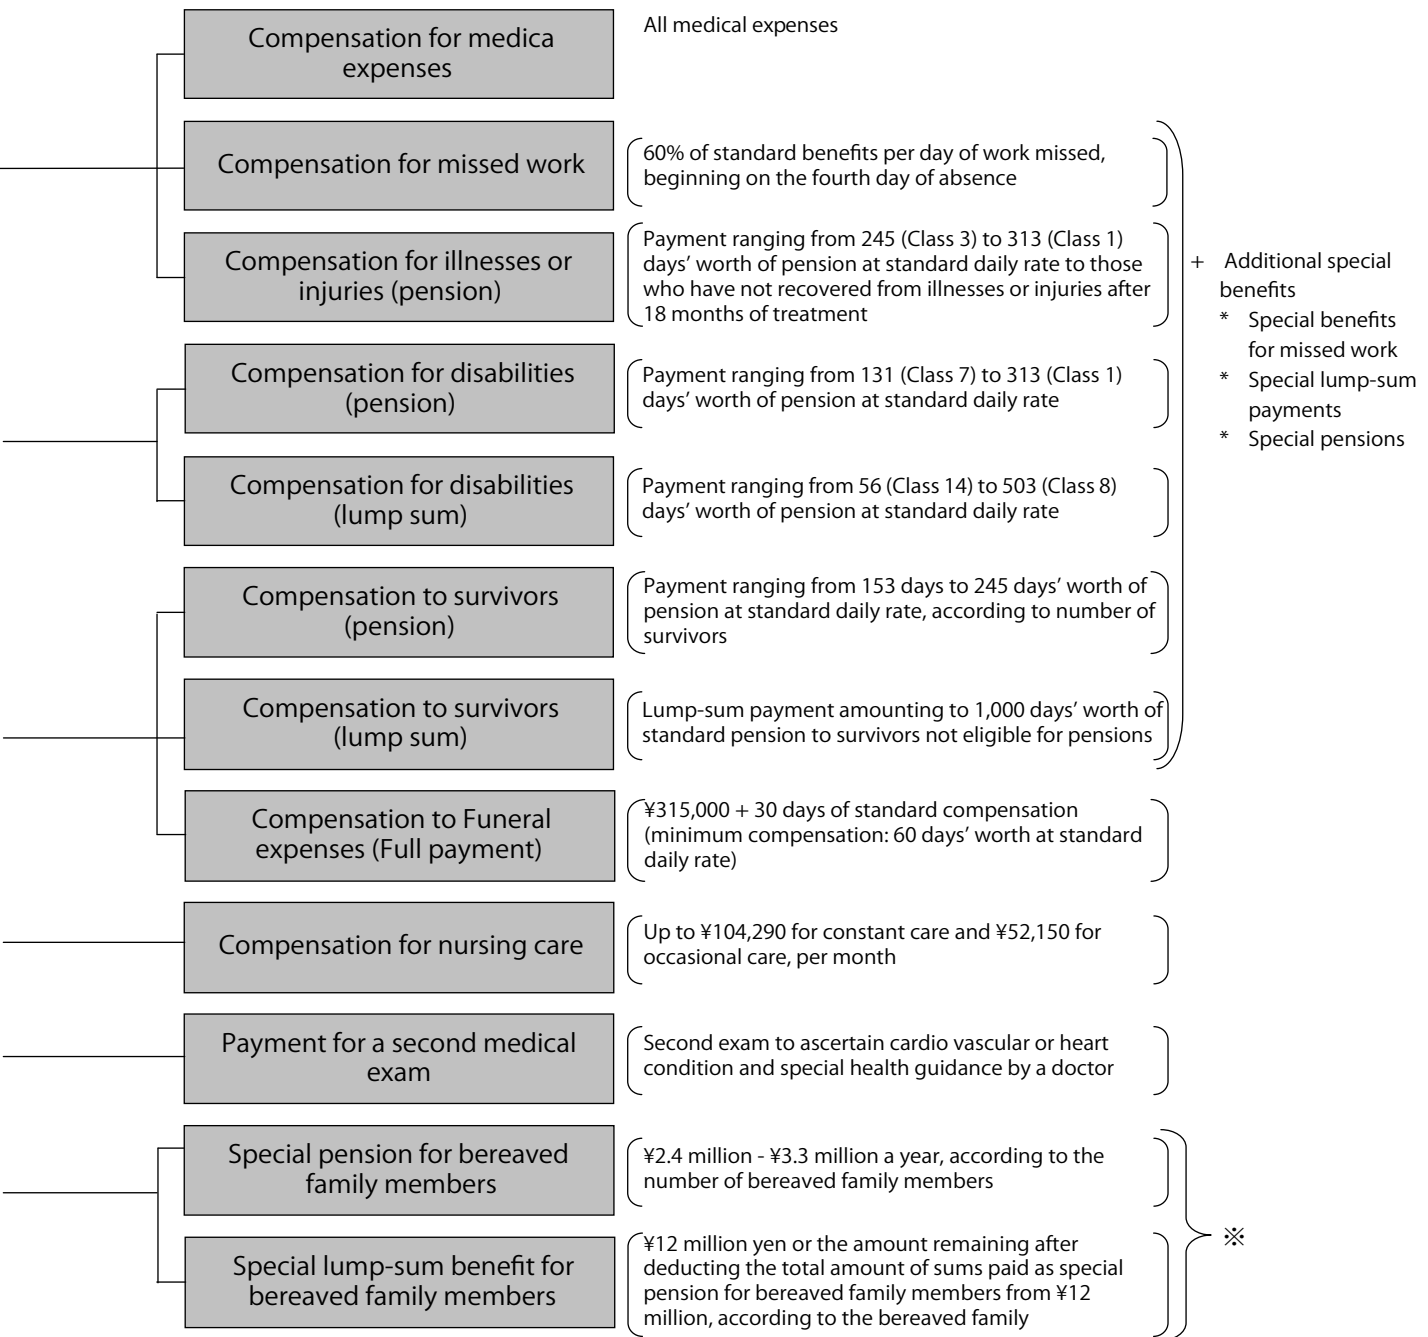 Compensation for medica
expenses
All medical expenses
Compensation for missed work
60% of standard benefits per day of work missed,
beginning on the fourth day of absence
Compensation for illnesses or
injuries (pension)
Payment ranging from 245 (Class 3) to 313 (Class 1)
days’ worth of pension at standard daily rate to those
who have not recovered from illnesses or injuries after
18 months of treatment
+ Additional special
benefits
* Special benefits
for missed work
* Special lump-sum
payments
* Special pensions
Compensation for disabilities
(pension)
Payment ranging from 131 (Class 7) to 313 (Class 1)
days’ worth of pension at standard daily rate
Compensation for disabilities
(lump sum)
Payment ranging from 56 (Class 14) to 503 (Class 8)
days’ worth of pension at standard daily rate
Compensation to survivors
(pension)
Payment ranging from 153 days to 245 days’ worth of
pension at standard daily rate, according to number of
survivors
Compensation to survivors
(lump sum)
Lump-sum payment amounting to 1,000 days’ worth of
standard pension to survivors not eligible for pensions
Compensation to Funeral
expenses (Full payment)
¥315,000 + 30 days of standard compensation
(minimum compensation: 60 days’ worth at standard
daily rate)
Compensation for nursing care
Up to ¥104,290 for constant care and ¥52,150 for
occasional care, per month
Payment for a second medical
exam
Second exam to ascertain cardio vascular or heart
condition and special health guidance by a doctor
Special pension for bereaved
family members
¥2.4 million - ¥3.3 million a year, according to the
number of bereaved family members
※
Special lump-sum benefit for
bereaved family members
¥12 million yen or the amount remaining after
deducting the total amount of sums paid as special
pension for bereaved family members from ¥12
million, according to the bereaved family